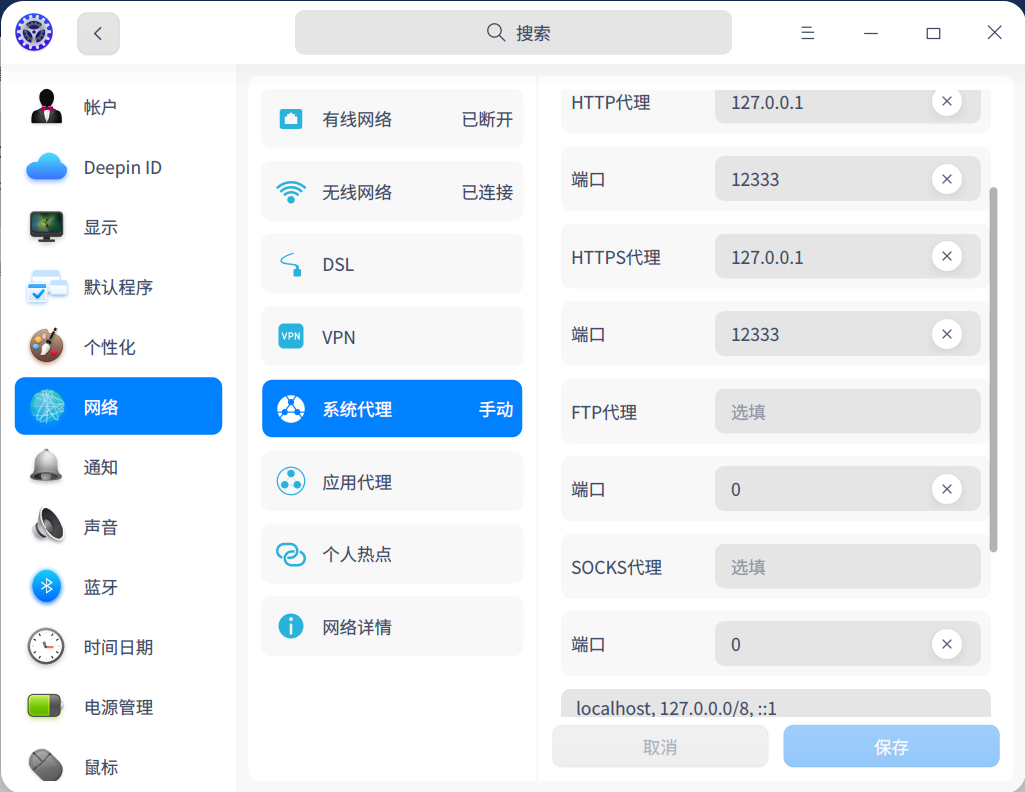 搜索
帐户
Deepin ID
显示
默认程序
个性化
网络
通知
声音
蓝牙
时间日期
电源管理
鼠标
有线网络 已断开
无线网络 已连接
DSL
VPN VPN
系统代理 手动
应用代理
个人热点
网络详情
HTTP代理 127.0.0.1
端口 12333
HTTPS代理 127.0.0.1
端口 12333
FTP代理 选填
端口 0
SOCKS代理 选填
端口 0
localhost, 127.0.0.0/8, ::1
取消 保存